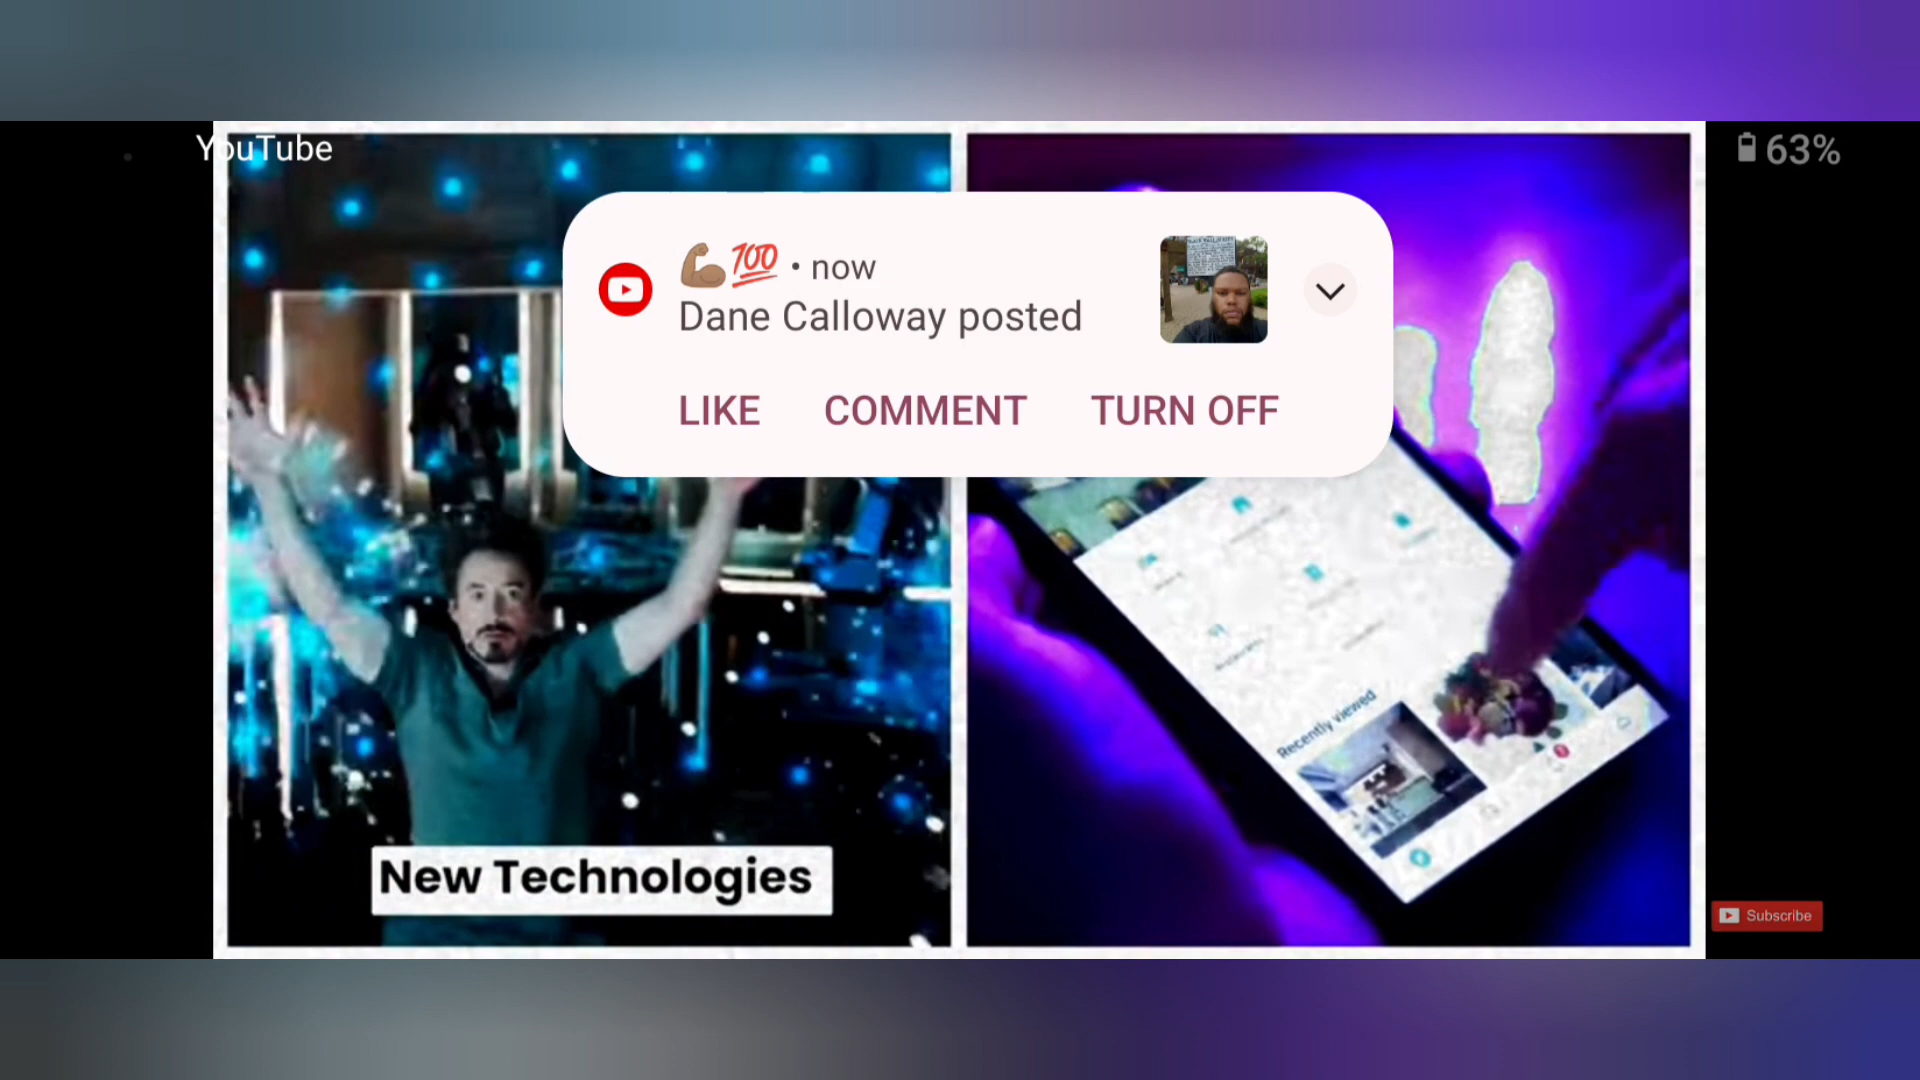 YouTube
63%
💪🏽💯 • now
Dane Calloway posted
LIKE COMMENT TURN OFF
Recently viewed
New Technologies
Subscribe